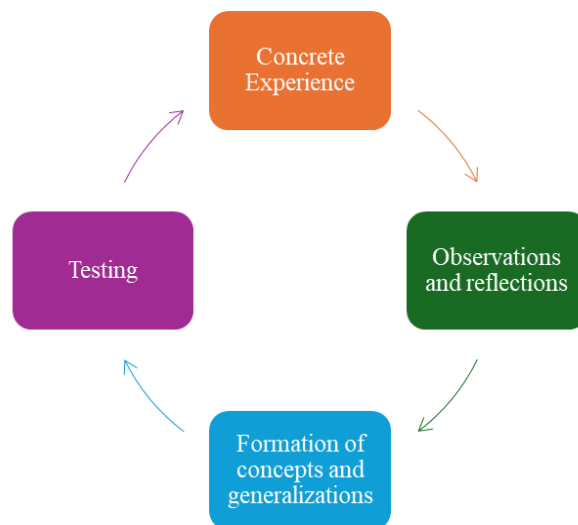 Concrete
Experience
Observations
and reflections
Formation of
concepts and
generalizations
Testing